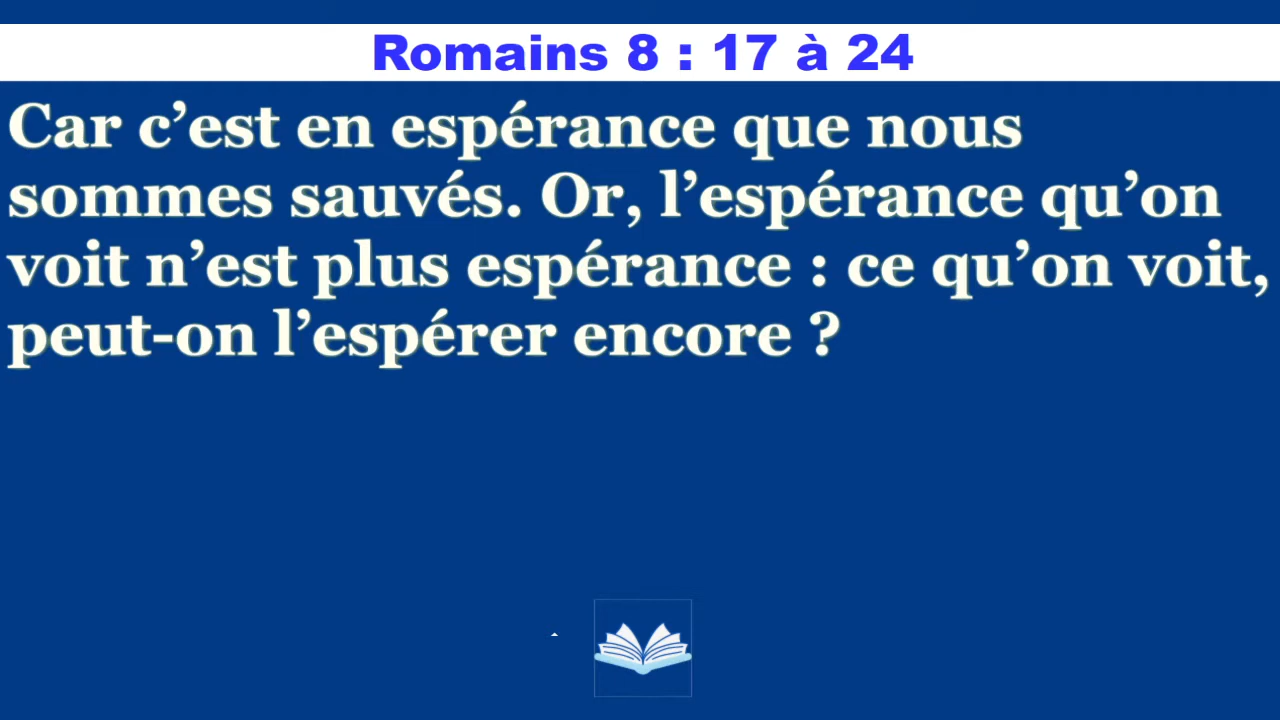 Romains 8 : 17 à 24
Car c’est en espérance que nous
sommes sauvés. Or, l’espérance qu’on
voit n’est plus espérance : ce qu’on voit,
peut-on l’espérer encore ?